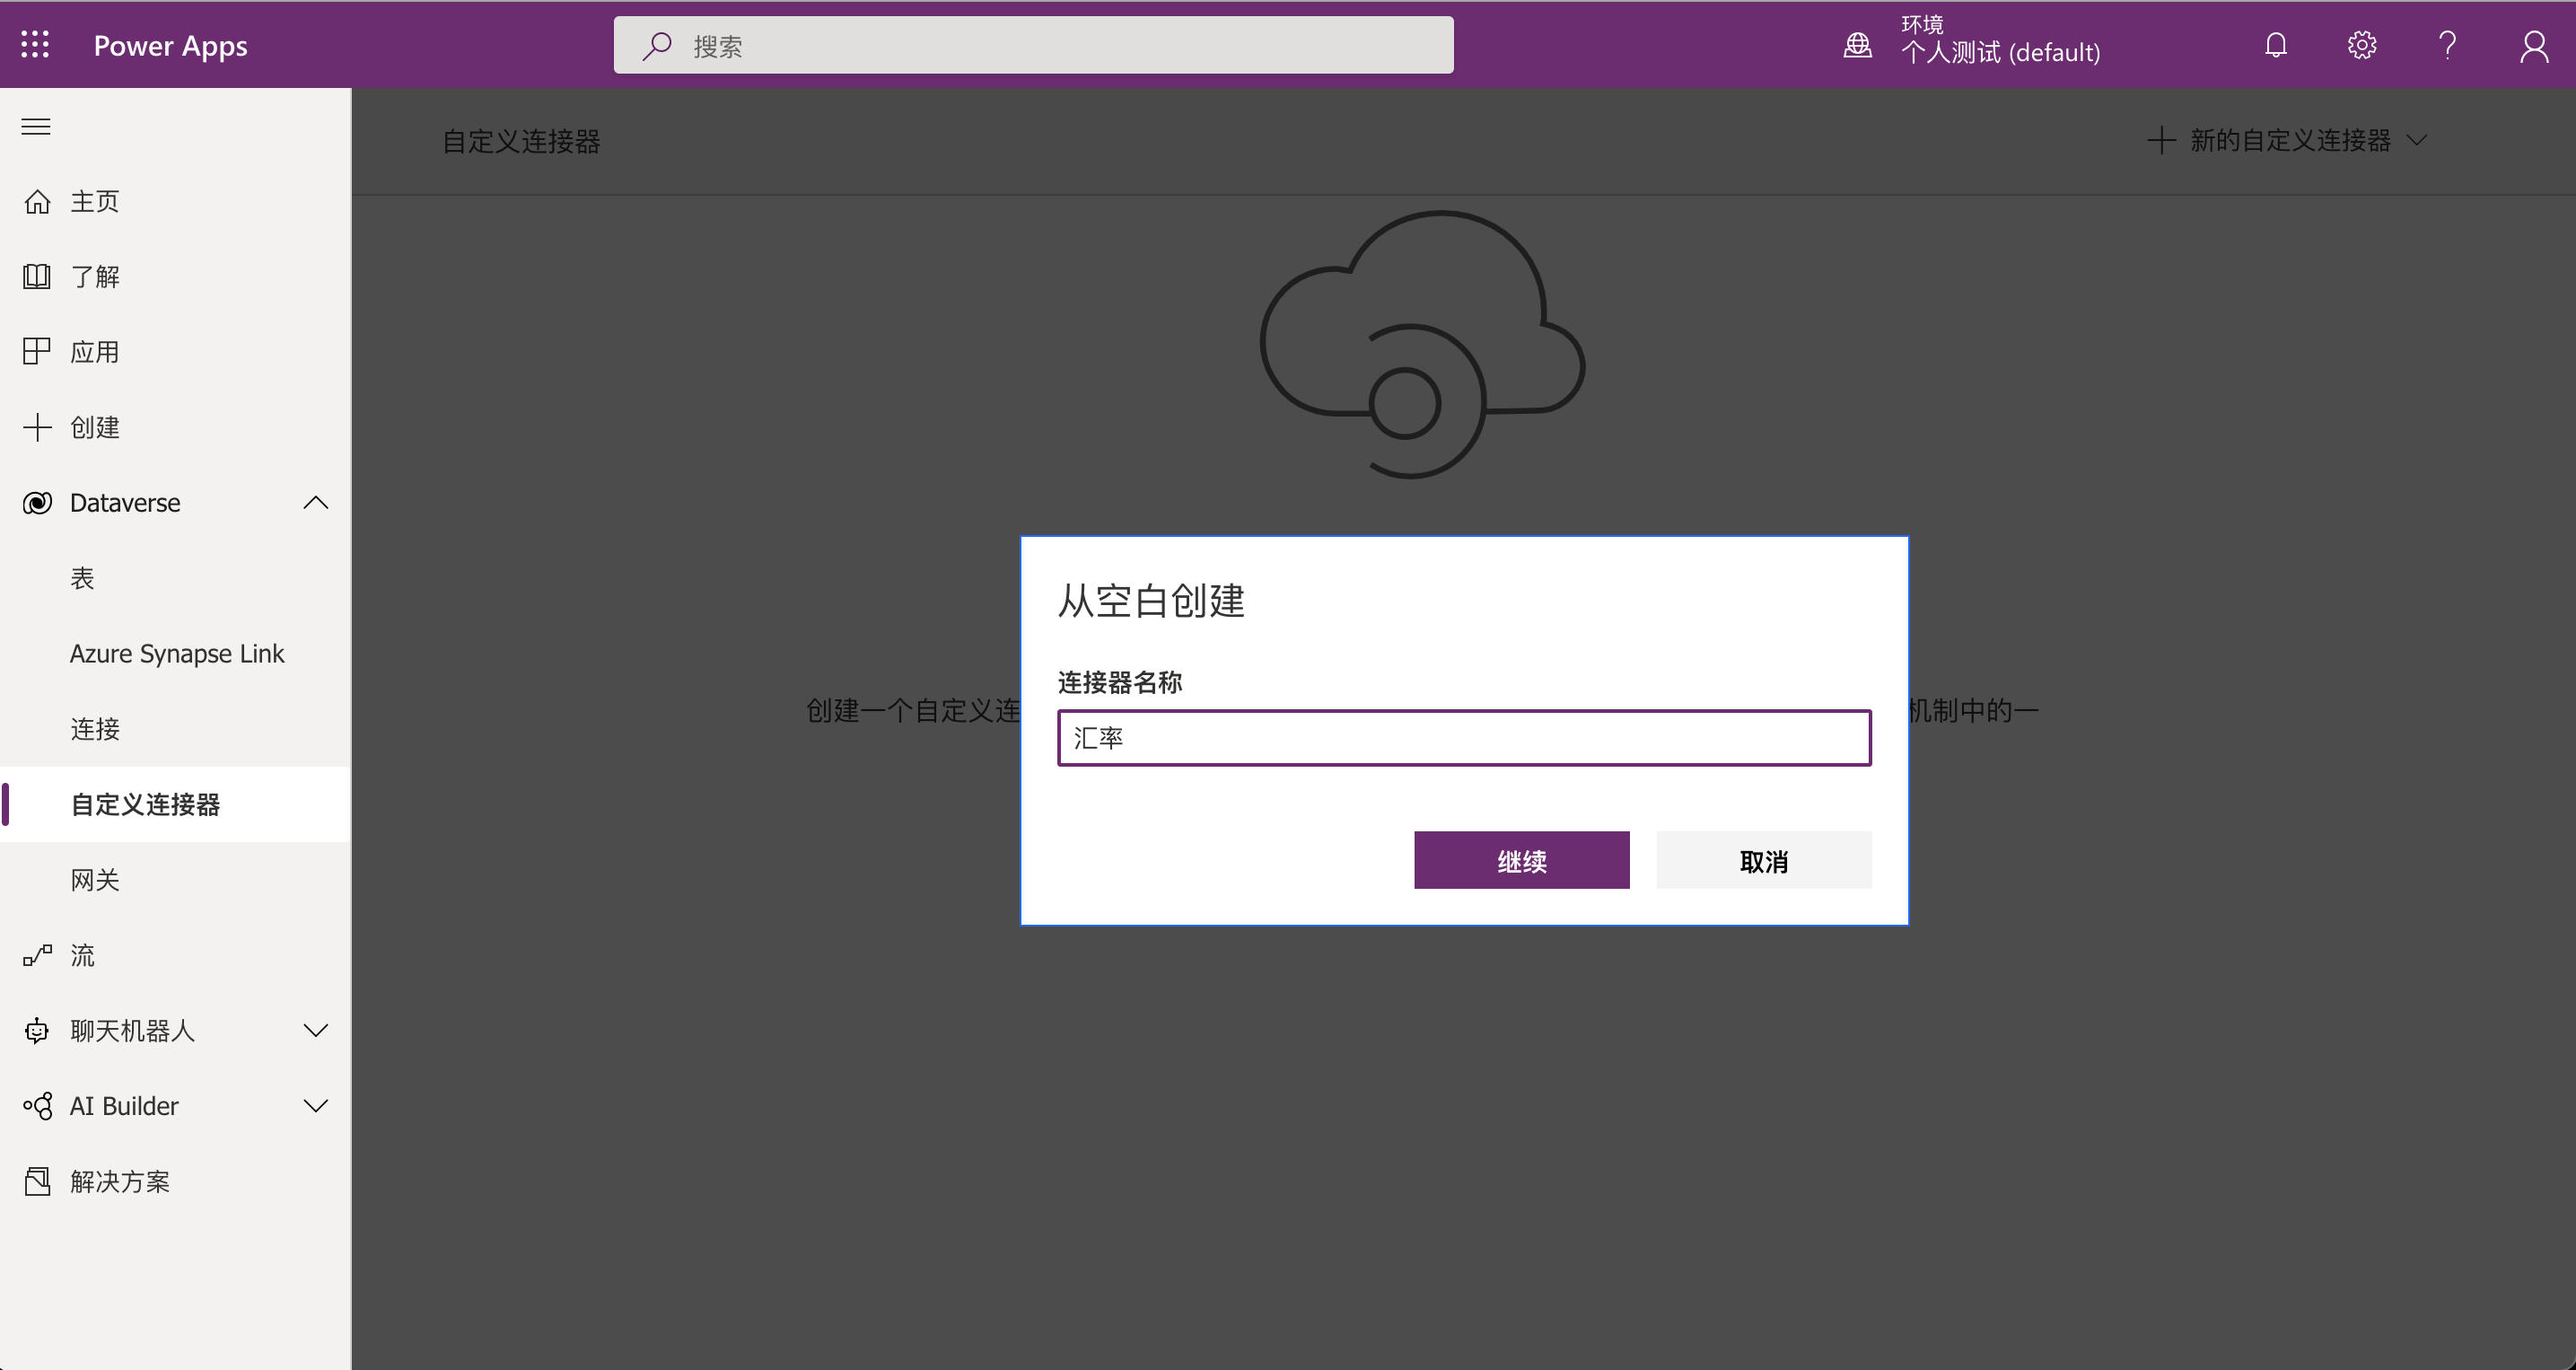 Power Apps
搜索
环境
个人测试 (default)
主页
了解
应用
创建
Dataverse
表
Azure Synapse Link
连接
自定义连接器
网关
流
聊天机器人
AI Builder
解决方案
自定义连接器
新的自定义连接器
创建一个自定义连
机制中的一
从空白创建
连接器名称
汇率
继续
取消